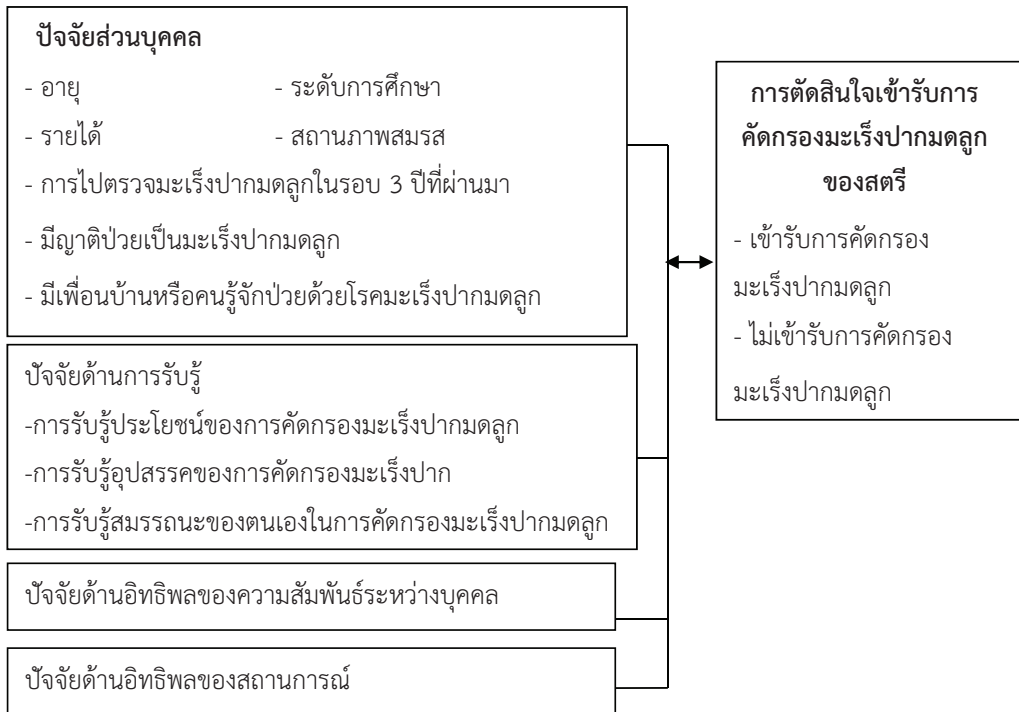 ปัจจัยส่วนบุคคล
- อายุ - ระดับการศึกษา
- รายได้ - สถานภาพสมรส
- การไปตรวจมะเร็งปากมดลูกในรอบ 3 ปีที่ผ่านมา
- มีญาติป่วยเป็นมะเร็งปากมดลูก
- มีเพื่อนบ้านหรือคนรู้จักป่วยด้วยโรคมะเร็งปากมดลูก
ปัจจัยด้านการรับรู้
-การรับรู้ประโยชน์ของการคัดกรองมะเร็งปากมดลูก
-การรับรู้อุปสรรคของการคัดกรองมะเร็งปาก
-การรับรู้สมรรถนะของตนเองในการคัดกรองมะเร็งปากมดลูก
ปัจจัยด้านอิทธิพลของความสัมพันธ์ระหว่างบุคคล
ปัจจัยด้านอิทธิพลของสถานการณ์
การตัดสินใจเข้ารับการ
คัดกรองมะเร็งปากมดลูก
ของสตรี
- เข้ารับการคัดกรอง
มะเร็งปากมดลูก
- ไม่เข้ารับการคัดกรอง
มะเร็งปากมดลูก